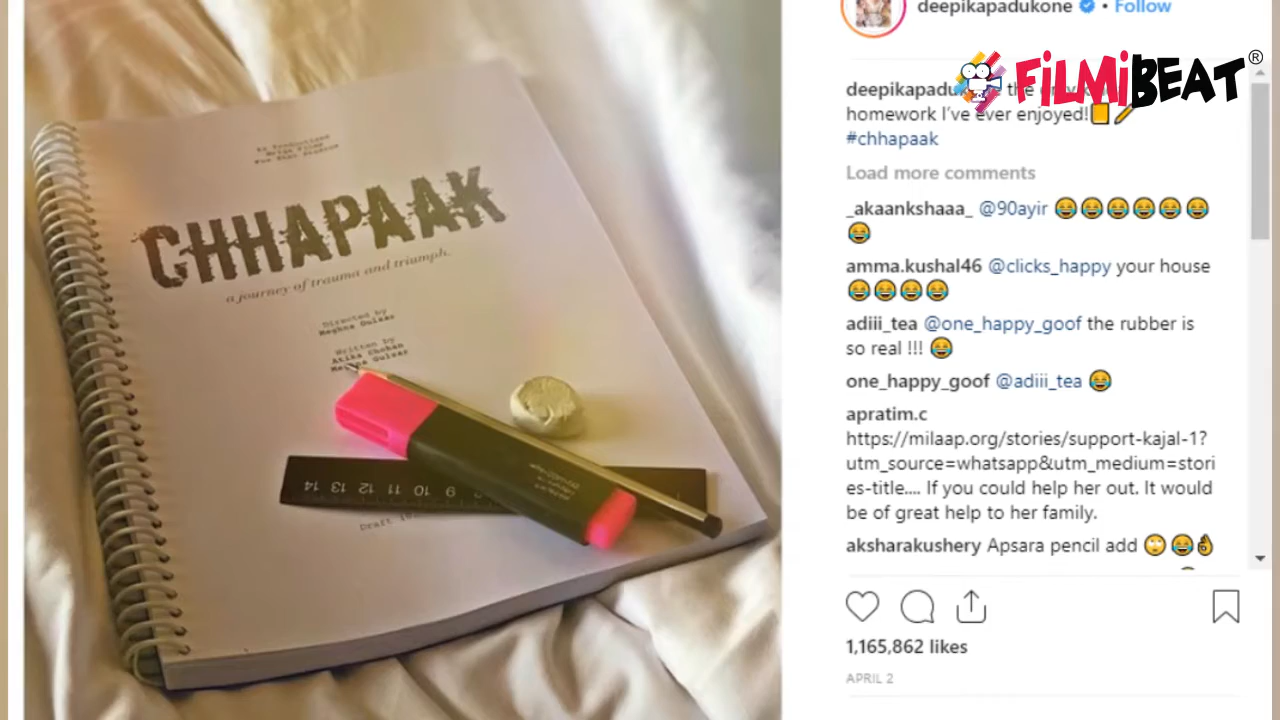 CHHAPAAK
a journey of trauma and triumph.
Directed by
Meghna Gulzar
Written by
Atika Chohan
Gulzar
14 13 12 11 10 9
Draft
deepikapadukone • Follow
FiLMiBEAT®
deepikapadu the
homework I've ever enjoyed!📒✏️
#chhapaak
Load more comments
_akaankshaaa_ @90ayir 😂😂😂😂😂😂
😂
amma.kushal46 @clicks_happy your house
😂😂😂😂
adiii_tea @one_happy_goof the rubber is
so real !!! 😂
one_happy_goof @adiii_tea 😂
apratim.c
https://milaap.org/stories/support-kajal-1?
utm_source=whatsapp&utm_medium=stori
es-title.... If you could help her out. It would
be of great help to her family.
aksharakushery Apsara pencil add 🙄😂👌
1,165,862 likes
APRIL 2